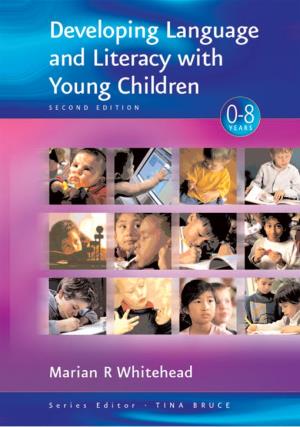 Developing Language
and Literacy with
Young Children
SECOND EDITION
0-8
YEARS
Marian R Whitehead
Series Editor · TINA BRUCE